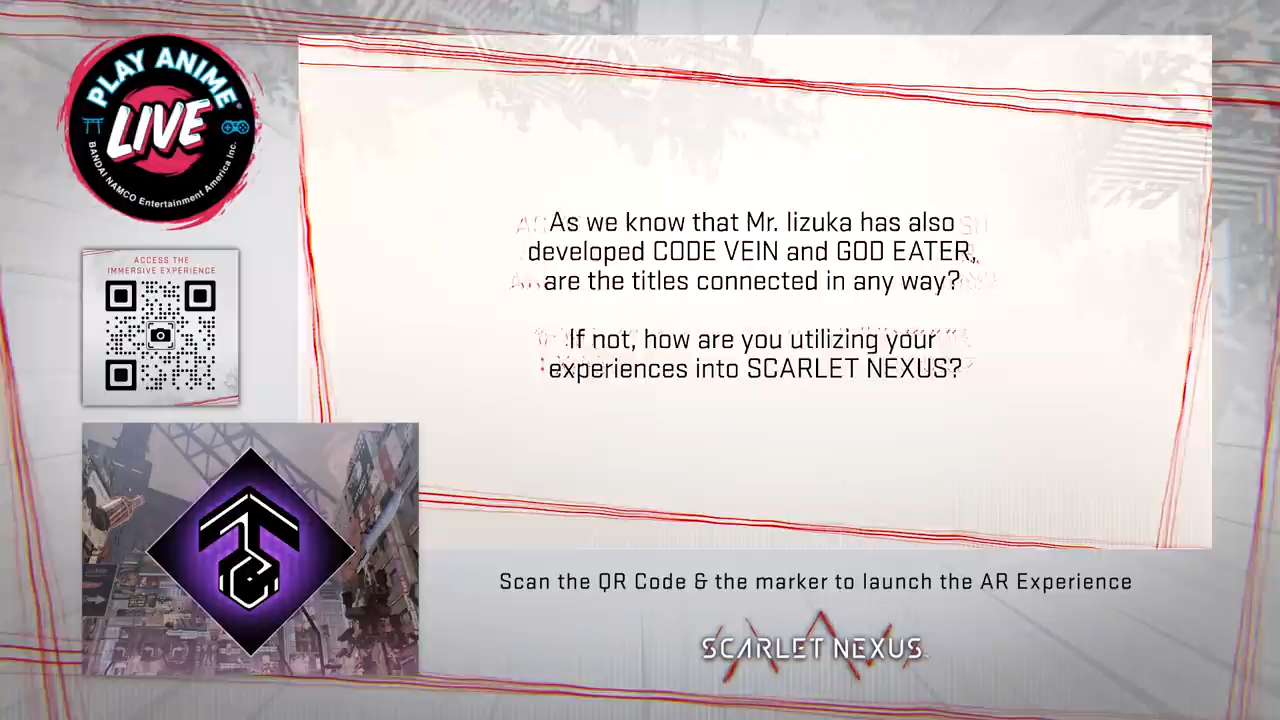 PLAY ANIME
LIVE
BANDAI NAMCO Entertainment America Inc.
ACCESS THE
IMMERSIVE EXPERIENCE
As we know that Mr. Iizuka has also
developed CODE VEIN and GOD EATER,
are the titles connected in any way?
If not, how are you utilizing your
experiences into SCARLET NEXUS?
Scan the QR Code & the marker to launch the AR Experience
SCARLET NEXUS